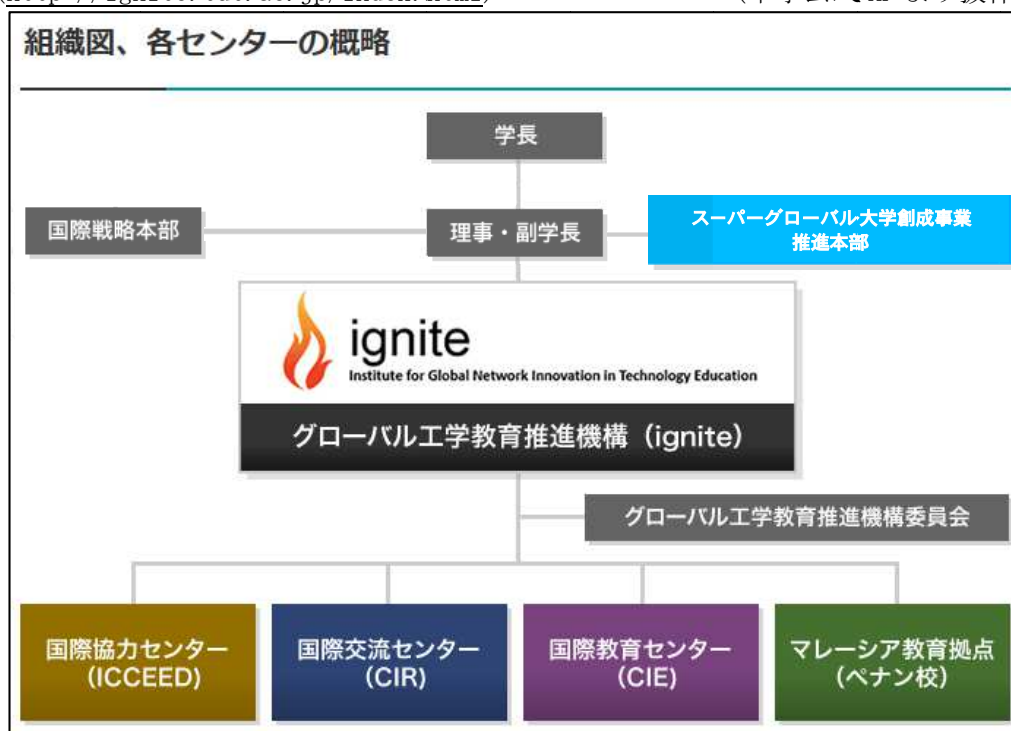 組織図、各センターの概略
学長
国際戦略本部
理事・副学長
スーパーグローバル大学創成事業
推進本部
ignite
Institute for Global Network Innovation in Technology Education
グローバル工学教育推進機構（ignite）
グローバル工学教育推進機構委員会
国際協力センター
(ICCEED)
国際交流センター
(CIR)
国際教育センター
(CIE)
マレーシア教育拠点
(ペナン校)